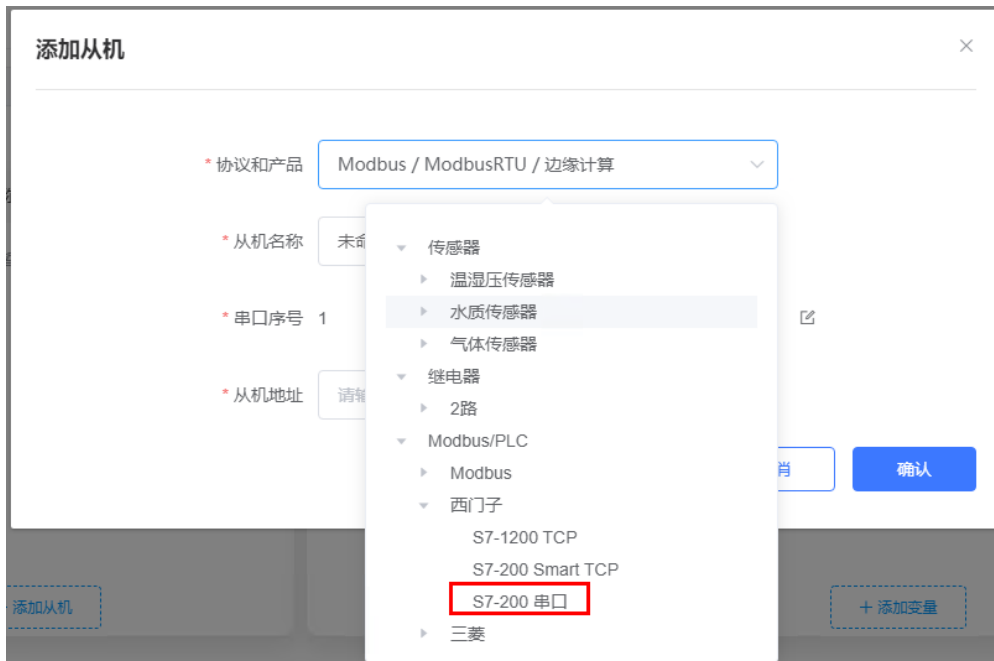 添加从机
* 协议和产品 Modbus / ModbusRTU / 边缘计算
* 从机名称 未命
传感器
温湿压传感器
* 串口序号 1 水质传感器
气体传感器
继电器
* 从机地址 请输
2路
Modbus/PLC
Modbus
消 确认
西门子
S7-1200 TCP
S7-200 Smart TCP
S7-200 串口
添加从机
+ 添加变量
三菱